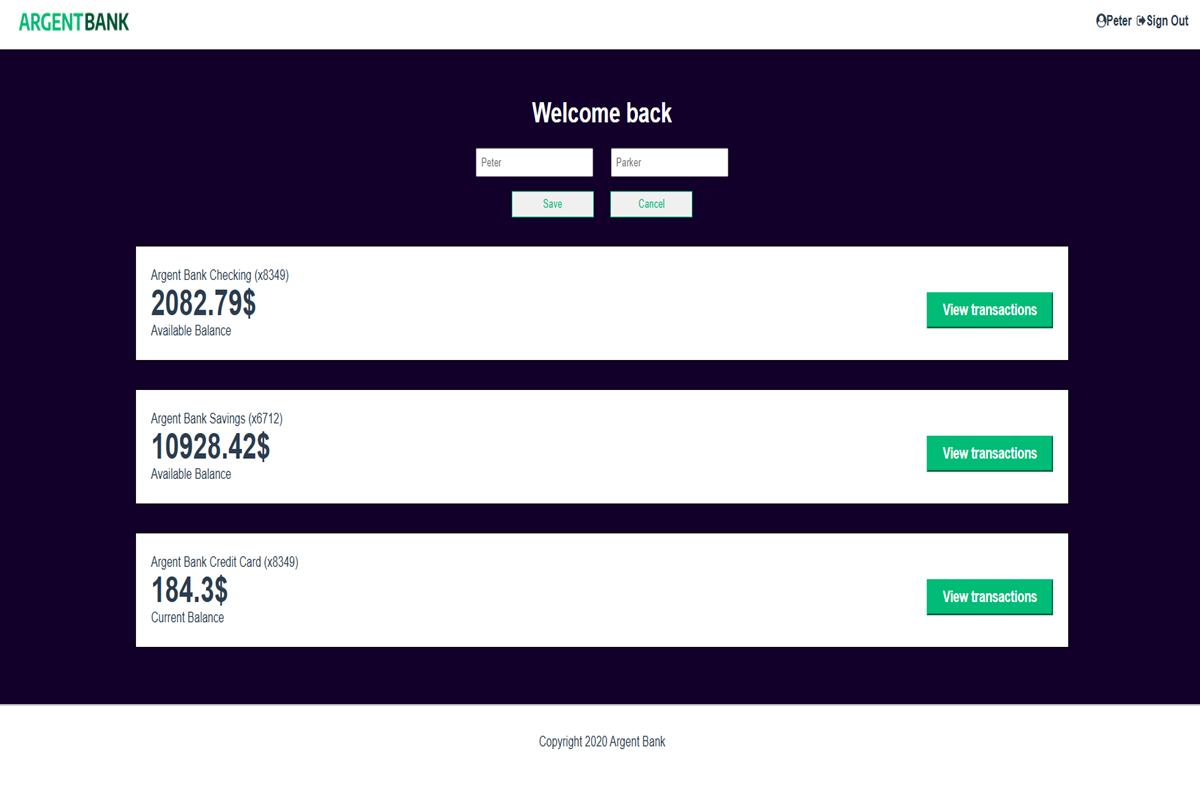 ARGENTBANK
Peter Sign Out
Welcome back
Peter Parker
Save Cancel
Argent Bank Checking (x8349)
2082.79$
Available Balance
View transactions
Argent Bank Savings (x6712)
10928.42$
Available Balance
View transactions
Argent Bank Credit Card (x8349)
184.3$
Current Balance
View transactions
Copyright 2020 Argent Bank